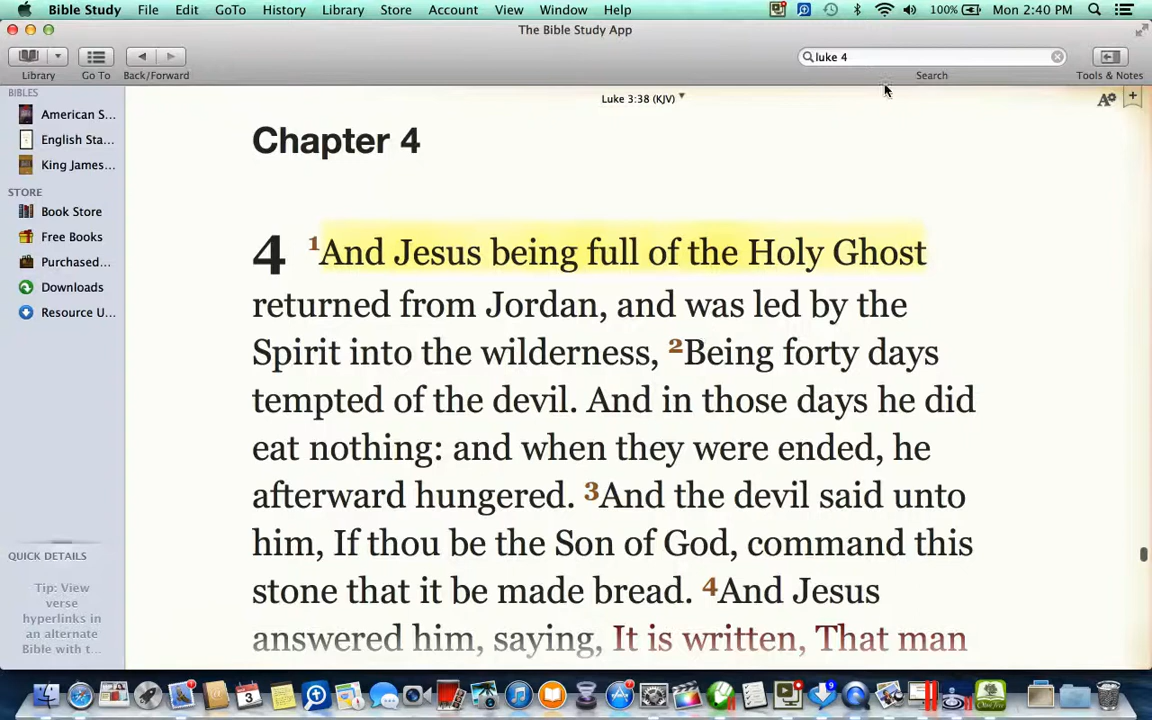 Bible Study File Edit GoTo History Library Store Account View Window Help 100% Mon 2:40 PM
The Bible Study App
luke 4
Library Go To Back/Forward Search Tools & Notes
BIBLES
American S...
English Sta...
King James...
STORE
Book Store
Free Books
Purchased...
Downloads
Resource U...
QUICK DETAILS
Tip: View
verse
hyperlinks in
an alternate
Bible with t...
Luke 3:38 (KJV)
Chapter 4
4 1And Jesus being full of the Holy Ghost
returned from Jordan, and was led by the
Spirit into the wilderness, 2Being forty days
tempted of the devil. And in those days he did
eat nothing: and when they were ended, he
afterward hungered. 3And the devil said unto
him, If thou be the Son of God, command this
stone that it be made bread. 4And Jesus
answered him, saying, It is written, That man
3
9